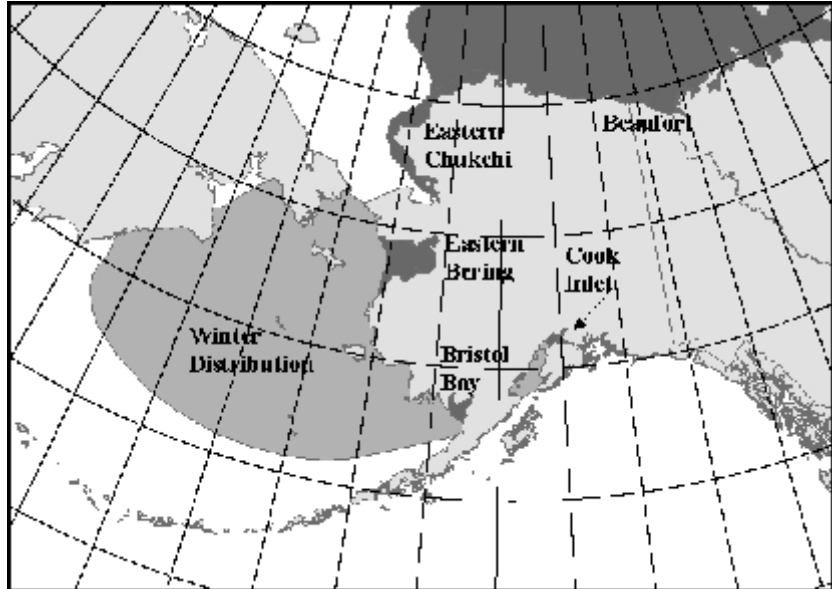 Eastern
Chukchi
Beaufort
Eastern
Bering
Cook
Inlet
Winter
Distribution
Bristol
Bay